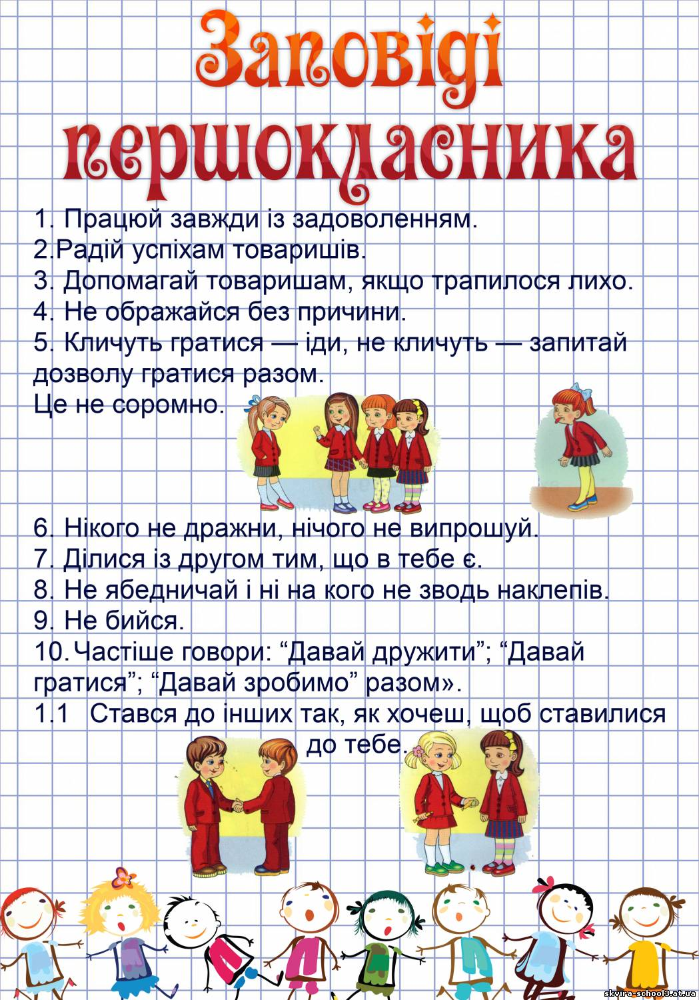 Заповіді
першокласника
1. Працюй завжди із задоволенням.
2.Радій успіхам товаришів.
3. Допомагай товаришам, якщо трапилося лихо.
4. Не ображайся без причини.
5. Кличуть гратися — іди, не кличуть — запитай
дозволу гратися разом.
Це не соромно.
6. Нікого не дражни, нічого не випрошуй.
7. Ділися із другом тим, що в тебе є.
8. Не ябедничай і ні на кого не зводь наклепів.
9. Не бийся.
10. Частіше говори: “Давай дружити”; “Давай
гратися”; “Давай зробимо” разом».
1.1 Стався до інших так, як хочеш, щоб ставилися
до тебе.
skvira-school3.at.ua